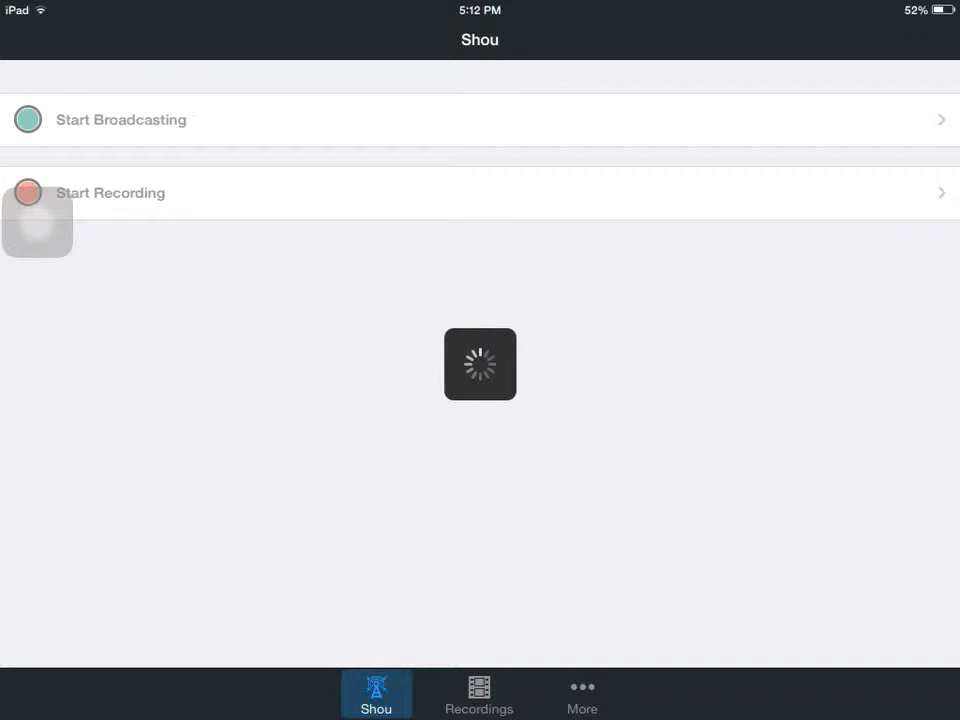 iPad 5:12 PM 52%
Shou
Start Broadcasting
Start Recording
Shou Recordings More